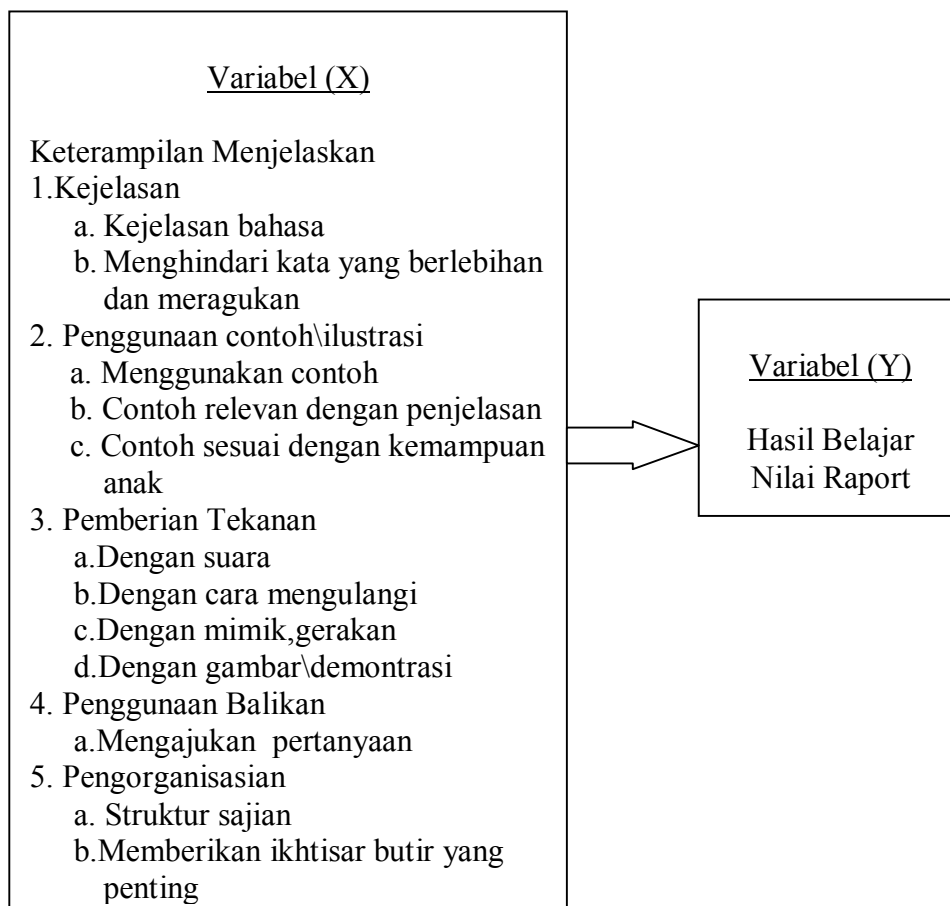 Variabel (X)
Keterampilan Menjelaskan
1.Kejelasan
a. Kejelasan bahasa
b. Menghindari kata yang berlebihan
dan meragukan
2. Penggunaan contoh\ilustrasi
a. Menggunakan contoh
b. Contoh relevan dengan penjelasan
c. Contoh sesuai dengan kemampuan
anak
3. Pemberian Tekanan
a.Dengan suara
b.Dengan cara mengulangi
c.Dengan mimik,gerakan
d.Dengan gambar\demontrasi
4. Penggunaan Balikan
a.Mengajukan pertanyaan
5. Pengorganisasian
a. Struktur sajian
b.Memberikan ikhtisar butir yang
penting
Variabel (Y)
Hasil Belajar
Nilai Raport